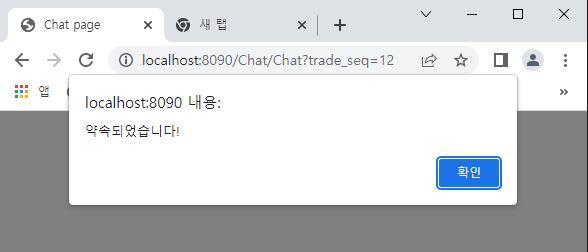 Chat page
새 탭
localhost:8090/Chat/Chat?trade_seq=12
앱
localhost:8090 내용:
약속되었습니다!
확인